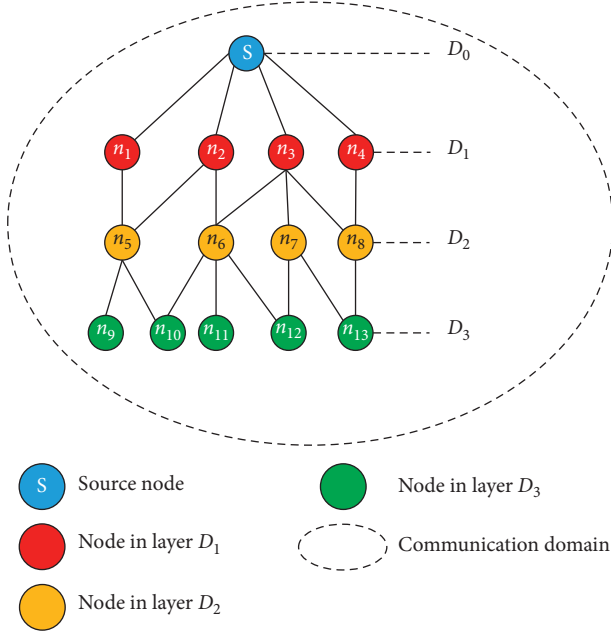 S D₀
n₁ n₂ n₃ n₄ D₁
n₅ n₆ n₇ n₈ D₂
n₉ n₁₀ n₁₁ n₁₂ n₁₃ D₃
S Source node
Node in layer D₃
Node in layer D₁
Communication domain
Node in layer D₂